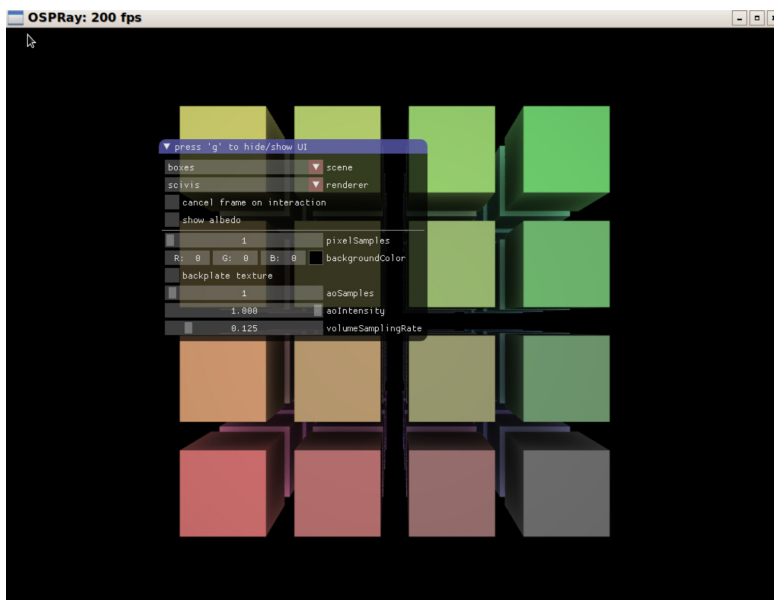 OSPRay: 200 fps
press 'g' to hide/show UI
boxes scene
scivis renderer
cancel frame on interaction
show albedo
1 pixelSamples
R: 0 G: 0 B: 0 backgroundColor
backplate texture
1 aoSamples
1.000 aoIntensity
0.125 volumeSamplingRate